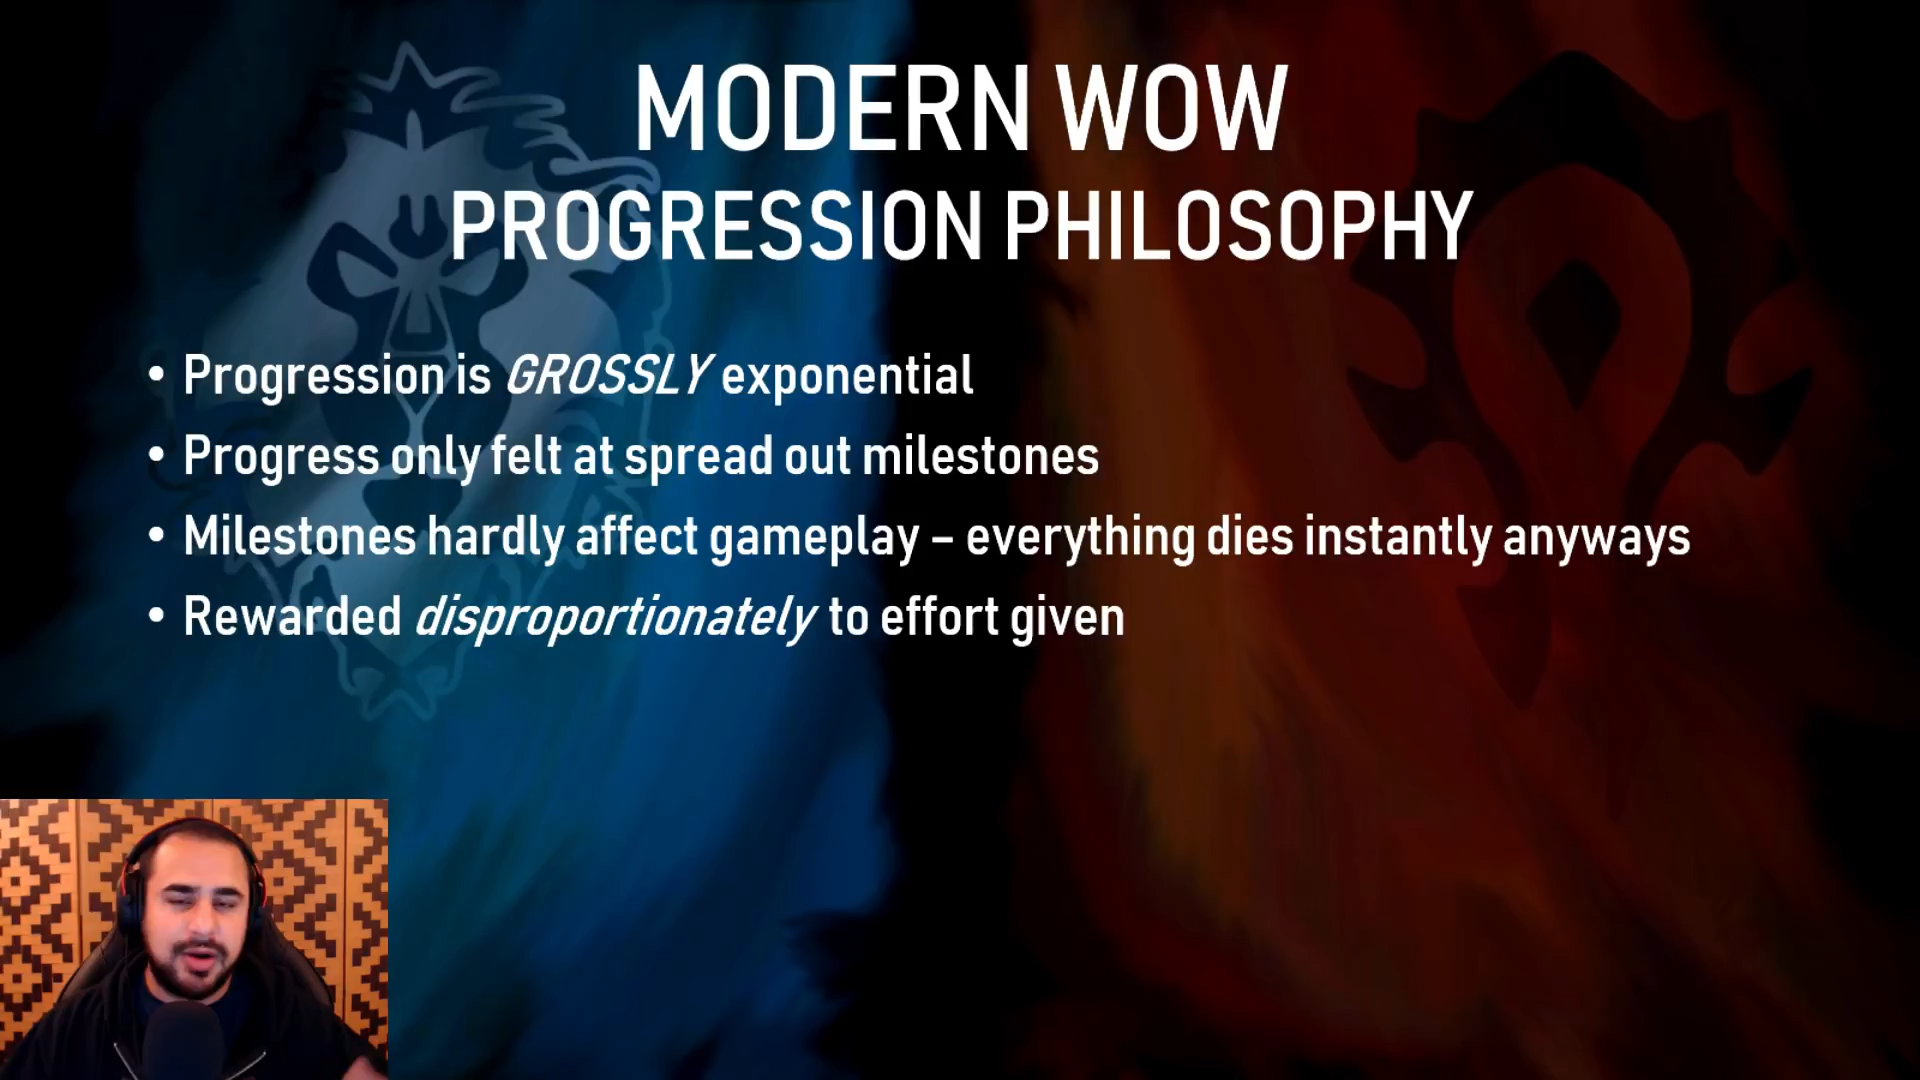 MODERN WOW
PROGRESSION PHILOSOPHY
• Progression is GROSSLY exponential
• Progress only felt at spread out milestones
• Milestones hardly affect gameplay – everything dies instantly anyways
• Rewarded disproportionately to effort given